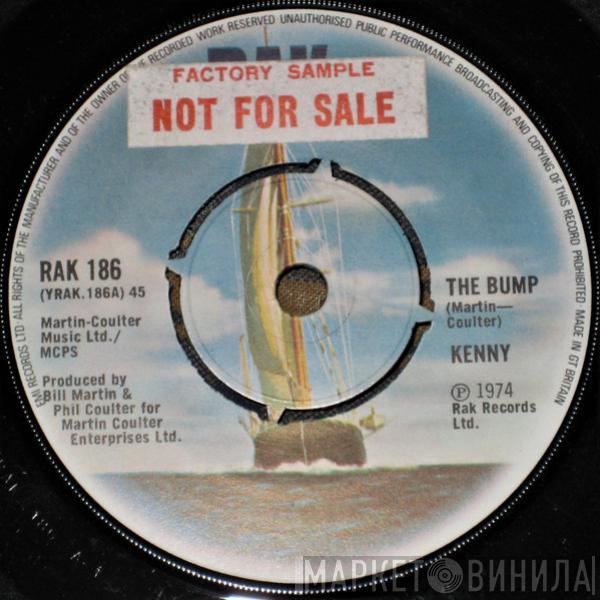 EMI RECORDS LTD · ALL RIGHTS OF THE MANUFACTURER AND OF THE OWNER OF THE RECORDED WORK RESERVED UNAUTHORISED PUBLIC PERFORMANCE BROADCASTING AND COPYING OF THIS RECORD PROHIBITED · MADE IN GT BRITAIN
RAK
FACTORY SAMPLE
NOT FOR SALE
RAK 186
(YRAK.186A) 45
Martin-Coulter
Music Ltd./
MCPS
Produced by
Bill Martin &
Phil Coulter for
Martin Coulter
Enterprises Ltd.
THE BUMP
(Martin—
Coulter)
KENNY
℗ 1974
Rak Records
Ltd.
МАРКЕТ ВИНИЛА